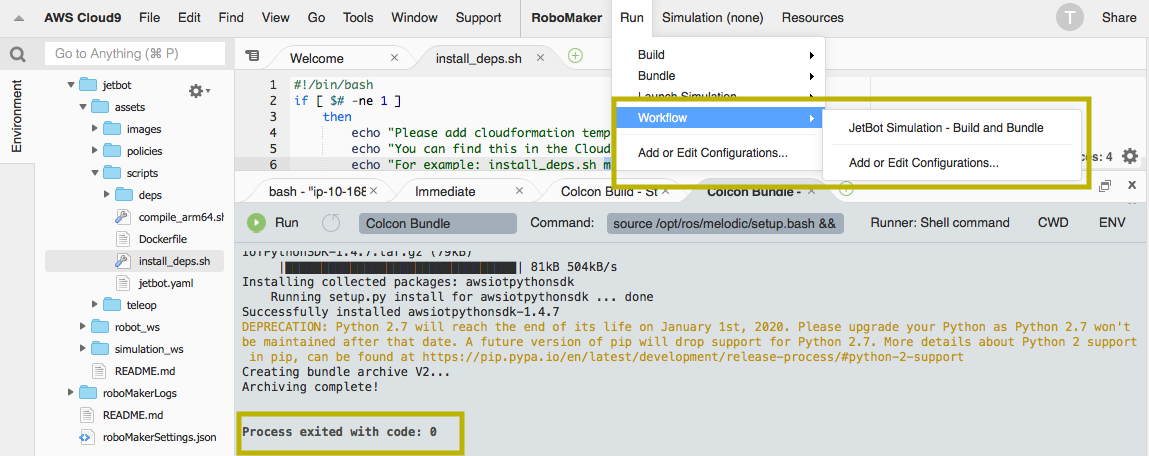 AWS Cloud9 File Edit Find View Go Tools Window Support RoboMaker Run Simulation (none) Resources T Share
Go to Anything (⌘ P)
Welcome
install_deps.sh
Environment
jetbot
assets
images
policies
scripts
deps
compile_arm64.sh
Dockerfile
install_deps.sh
jetbot.yaml
teleop
robot_ws
simulation_ws
README.md
roboMakerLogs
README.md
roboMakerSettings.json
1 #!/bin/bash
2 if [ $# -ne 1 ]
3 then
4 echo "Please add cloudformation temp
5 echo "You can find this in the Cloud
6 echo "For example: install_deps.sh m
Build
Bundle
Launch Simulation
Workflow
Add or Edit Configurations...
JetBot Simulation - Build and Bundle
Add or Edit Configurations...
es: 4
bash - "ip-10-168
Immediate
Colcon Build - St
Colcon Bundle -
Run Colcon Bundle Command: source /opt/ros/melodic/setup.bash && Runner: Shell command CWD ENV
IoTPythonSDK-1.4.7.tar.gz (79kB)
81kB 504kB/s
Installing collected packages: awsiotpythonsdk
Running setup.py install for awsiotpythonsdk ... done
Successfully installed awsiotpythonsdk-1.4.7
DEPRECATION: Python 2.7 will reach the end of its life on January 1st, 2020. Please upgrade your Python as Python 2.7 won't
be maintained after that date. A future version of pip will drop support for Python 2.7. More details about Python 2 support
in pip, can be found at https://pip.pypa.io/en/latest/development/release-process/#python-2-support
Creating bundle archive V2...
Archiving complete!
Process exited with code: 0